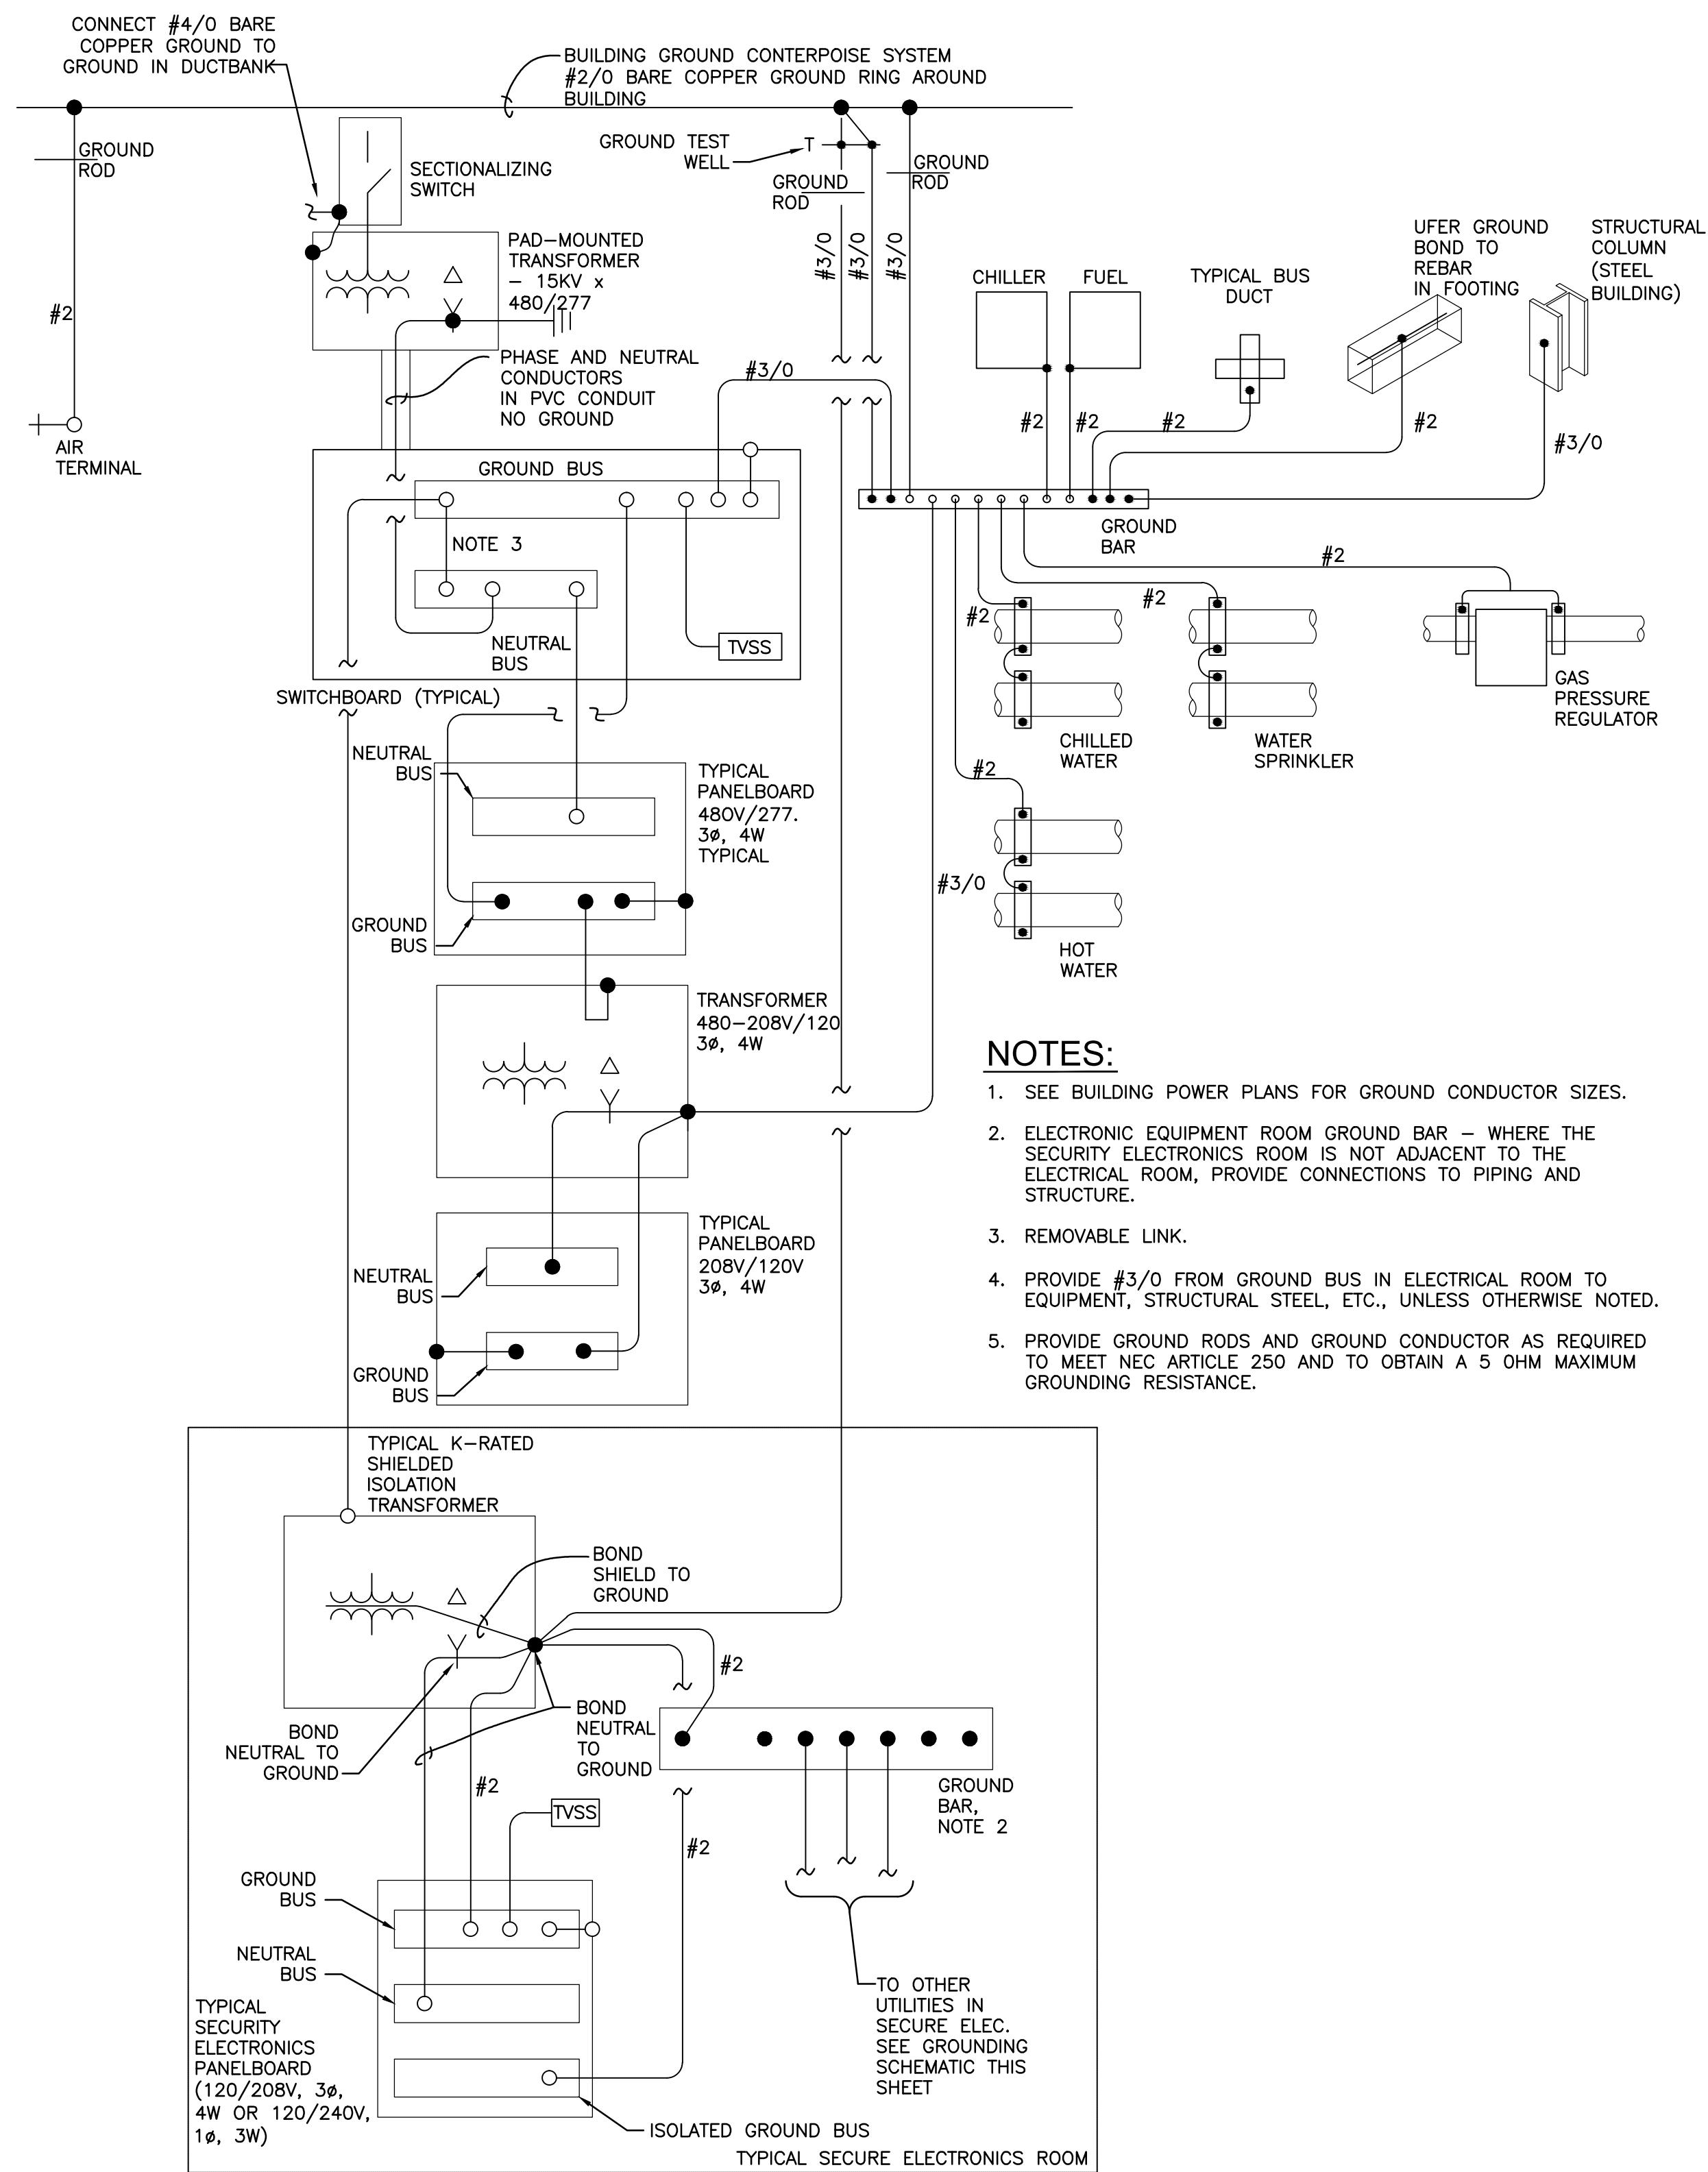 CONNECT #4/0 BARE
COPPER GROUND TO
GROUND IN DUCTBANK
BUILDING GROUND CONTERPOISE SYSTEM
#2/0 BARE COPPER GROUND RING AROUND
BUILDING
GROUND
ROD
SECTIONALIZING
SWITCH
GROUND TEST
WELL
T
GROUND
ROD
GROUND
ROD
#2
AIR
TERMINAL
PAD-MOUNTED
TRANSFORMER
- 15KV x
480/277
#3/0
#3/0
#3/0
CHILLER
FUEL
TYPICAL BUS
DUCT
UFER GROUND
BOND TO
REBAR
IN FOOTING
STRUCTURAL
COLUMN
(STEEL
BUILDING)
PHASE AND NEUTRAL
CONDUCTORS
IN PVC CONDUIT
NO GROUND
#3/0
#2
#2
#2
#2
#3/0
GROUND BUS
NOTE 3
NEUTRAL
BUS
TVSS
SWITCHBOARD (TYPICAL)
GROUND
BAR
#2
#2
#2
CHILLED
WATER
WATER
SPRINKLER
GAS
PRESSURE
REGULATOR
#2
HOT
WATER
#3/0
NEUTRAL
BUS
TYPICAL
PANELBOARD
480V/277.
3ø, 4W
TYPICAL
GROUND
BUS
TRANSFORMER
480-208V/120
3ø, 4W
TYPICAL
PANELBOARD
208V/120V
3ø, 4W
NEUTRAL
BUS
GROUND
BUS
NOTES:
1. SEE BUILDING POWER PLANS FOR GROUND CONDUCTOR SIZES.
2. ELECTRONIC EQUIPMENT ROOM GROUND BAR - WHERE THE
SECURITY ELECTRONICS ROOM IS NOT ADJACENT TO THE
ELECTRICAL ROOM, PROVIDE CONNECTIONS TO PIPING AND
STRUCTURE.
3. REMOVABLE LINK.
4. PROVIDE #3/0 FROM GROUND BUS IN ELECTRICAL ROOM TO
EQUIPMENT, STRUCTURAL STEEL, ETC., UNLESS OTHERWISE NOTED.
5. PROVIDE GROUND RODS AND GROUND CONDUCTOR AS REQUIRED
TO MEET NEC ARTICLE 250 AND TO OBTAIN A 5 OHM MAXIMUM
GROUNDING RESISTANCE.
TYPICAL K-RATED
SHIELDED
ISOLATION
TRANSFORMER
BOND
SHIELD TO
GROUND
#2
BOND
NEUTRAL TO
GROUND
BOND
NEUTRAL
TO
GROUND
#2
TVSS
GROUND
BAR,
NOTE 2
#2
GROUND
BUS
NEUTRAL
BUS
TYPICAL
SECURITY
ELECTRONICS
PANELBOARD
(120/208V, 3ø,
4W OR 120/240V,
1ø, 3W)
TO OTHER
UTILITIES IN
SECURE ELEC.
SEE GROUNDING
SCHEMATIC THIS
SHEET
ISOLATED GROUND BUS
TYPICAL SECURE ELECTRONICS ROOM